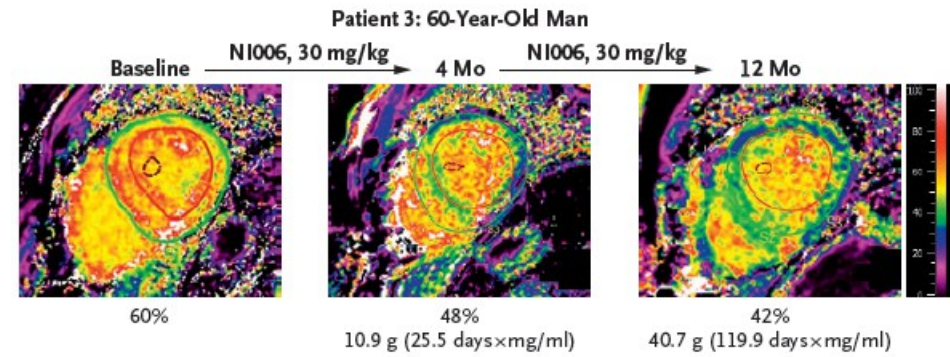 Patient 3: 60-Year-Old Man
NI006, 30 mg/kg NI006, 30 mg/kg
Baseline 4 Mo 12 Mo
100
80
60
40
20
0
60% 48% 42%
10.9 g (25.5 days×mg/ml) 40.7 g (119.9 days×mg/ml)